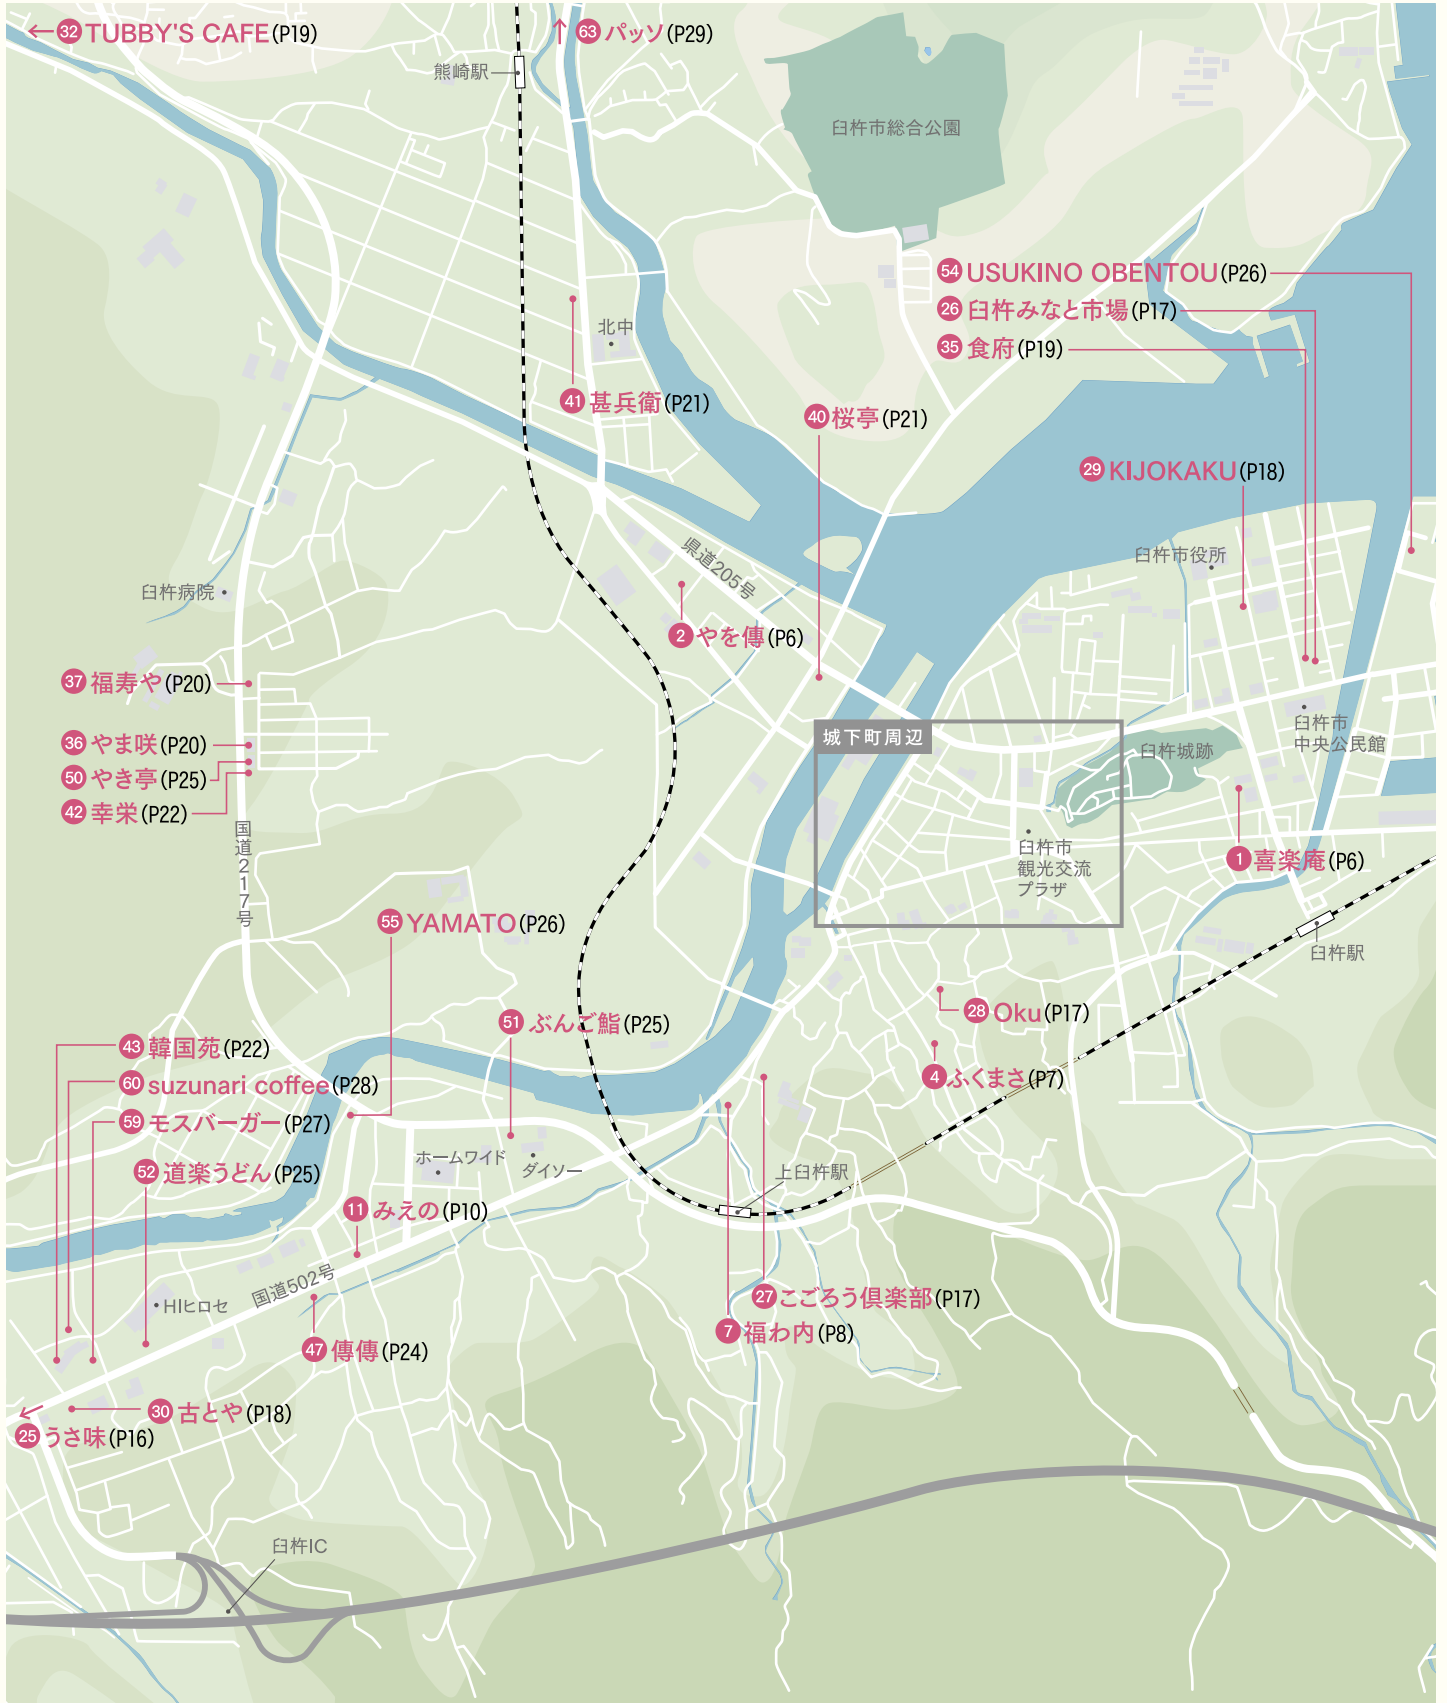 32 TUBBY'S CAFE(P19)
63 パッソ(P29)
熊崎駅
臼杵市総合公園
54 USUKINO OBENTOU(P26)
26 臼杵みなと市場(P17)
35 食府(P19)
北中
41 甚兵衛(P21)
40 桜亭(P21)
29 KIJOKAKU(P18)
県道205号
臼杵市役所
臼杵病院
2 やを傳(P6)
37 福寿や(P20)
36 やま咲(P20)
50 やき亭(P25)
42 幸栄(P22)
城下町周辺
臼杵城跡
臼杵市
中央公民館
国道217号
臼杵市
観光交流
プラザ
1 喜楽庵(P6)
55 YAMATO(P26)
臼杵駅
28 Oku(P17)
51 ぶんご鮨(P25)
43 韓国苑(P22)
60 suzunari coffee(P28)
4 ふくまさ(P7)
59 モスバーガー(P27)
ホームワイド
ダイソー
52 道楽うどん(P25)
上臼杵駅
11 みえの(P10)
国道502号
HIヒロセ
27 こごろう倶楽部(P17)
7 福わ内(P8)
47 傳傳(P24)
30 古とや(P18)
25 うさ味(P16)
臼杵IC